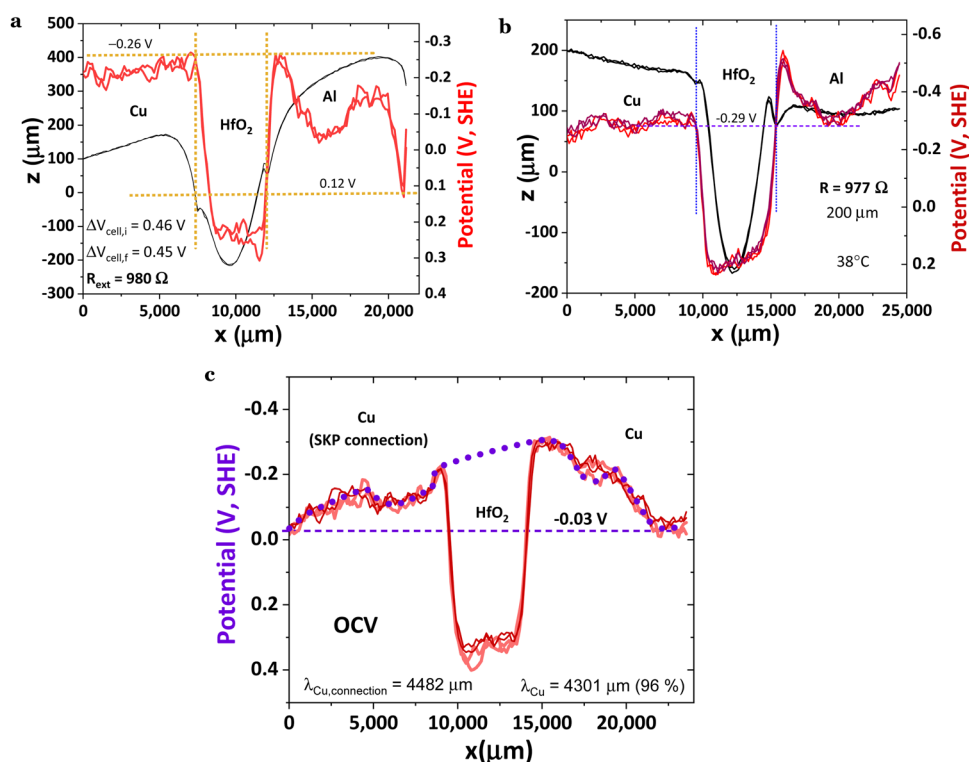 a
500
400
300
200
100
0
-100
-200
-300
z (μm)
0
5,000
10,000
15,000
20,000
x (μm)
-0.3
-0.2
-0.1
0.0
0.1
0.2
0.3
0.4
Potential (V, SHE)
−0.26 V
Cu
HfO2
Al
0.12 V
ΔVcell,i = 0.46 V
ΔVcell,f = 0.45 V
Rext = 980 Ω
b
200
100
0
-100
-200
z (μm)
0
5,000
10,000
15,000
20,000
25,000
x (μm)
-0.6
-0.4
-0.2
0.0
0.2
Potential (V, SHE)
HfO2
Cu
Al
-0.29 V
R = 977 Ω
200 μm
38°C
c
-0.4
-0.2
0.0
0.2
0.4
Potential (V, SHE)
Cu
(SKP connection)
Cu
HfO2
-0.03 V
OCV
λCu,connection = 4482 μm
λCu = 4301 μm (96 %)
0
5,000
10,000
15,000
20,000
x(μm)